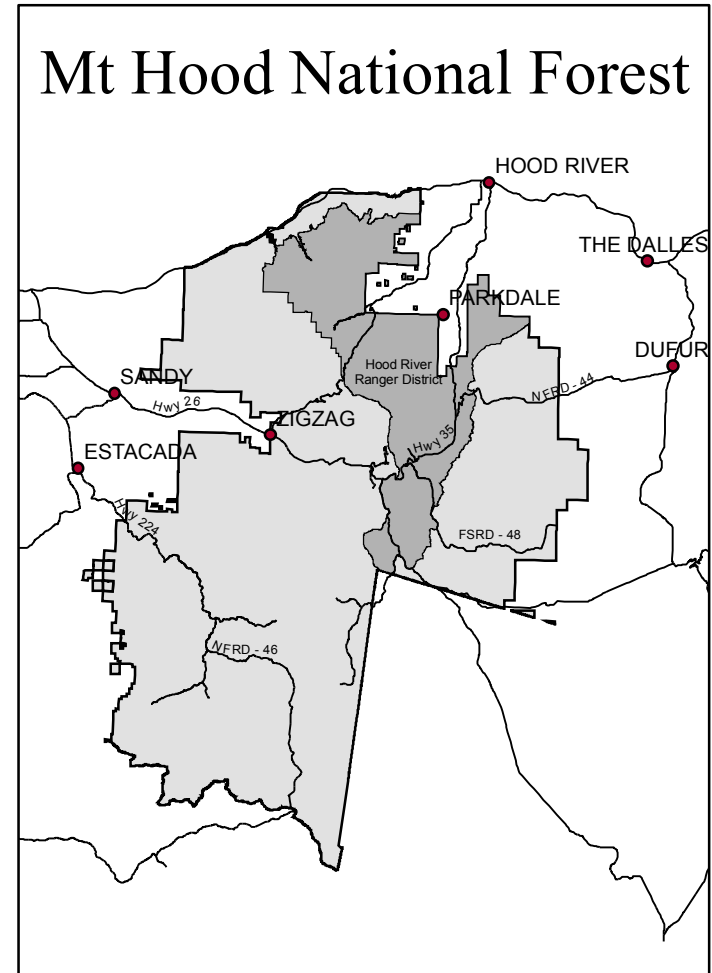 Mt Hood National Forest
HOOD RIVER
THE DALLES
PARKDALE
DUFUR
Hood River
Ranger District
SANDY
NFRD - 44
Hwy 26
ZIGZAG
Hwy 35
ESTACADA
Hwy 224
FSRD - 48
NFRD - 46